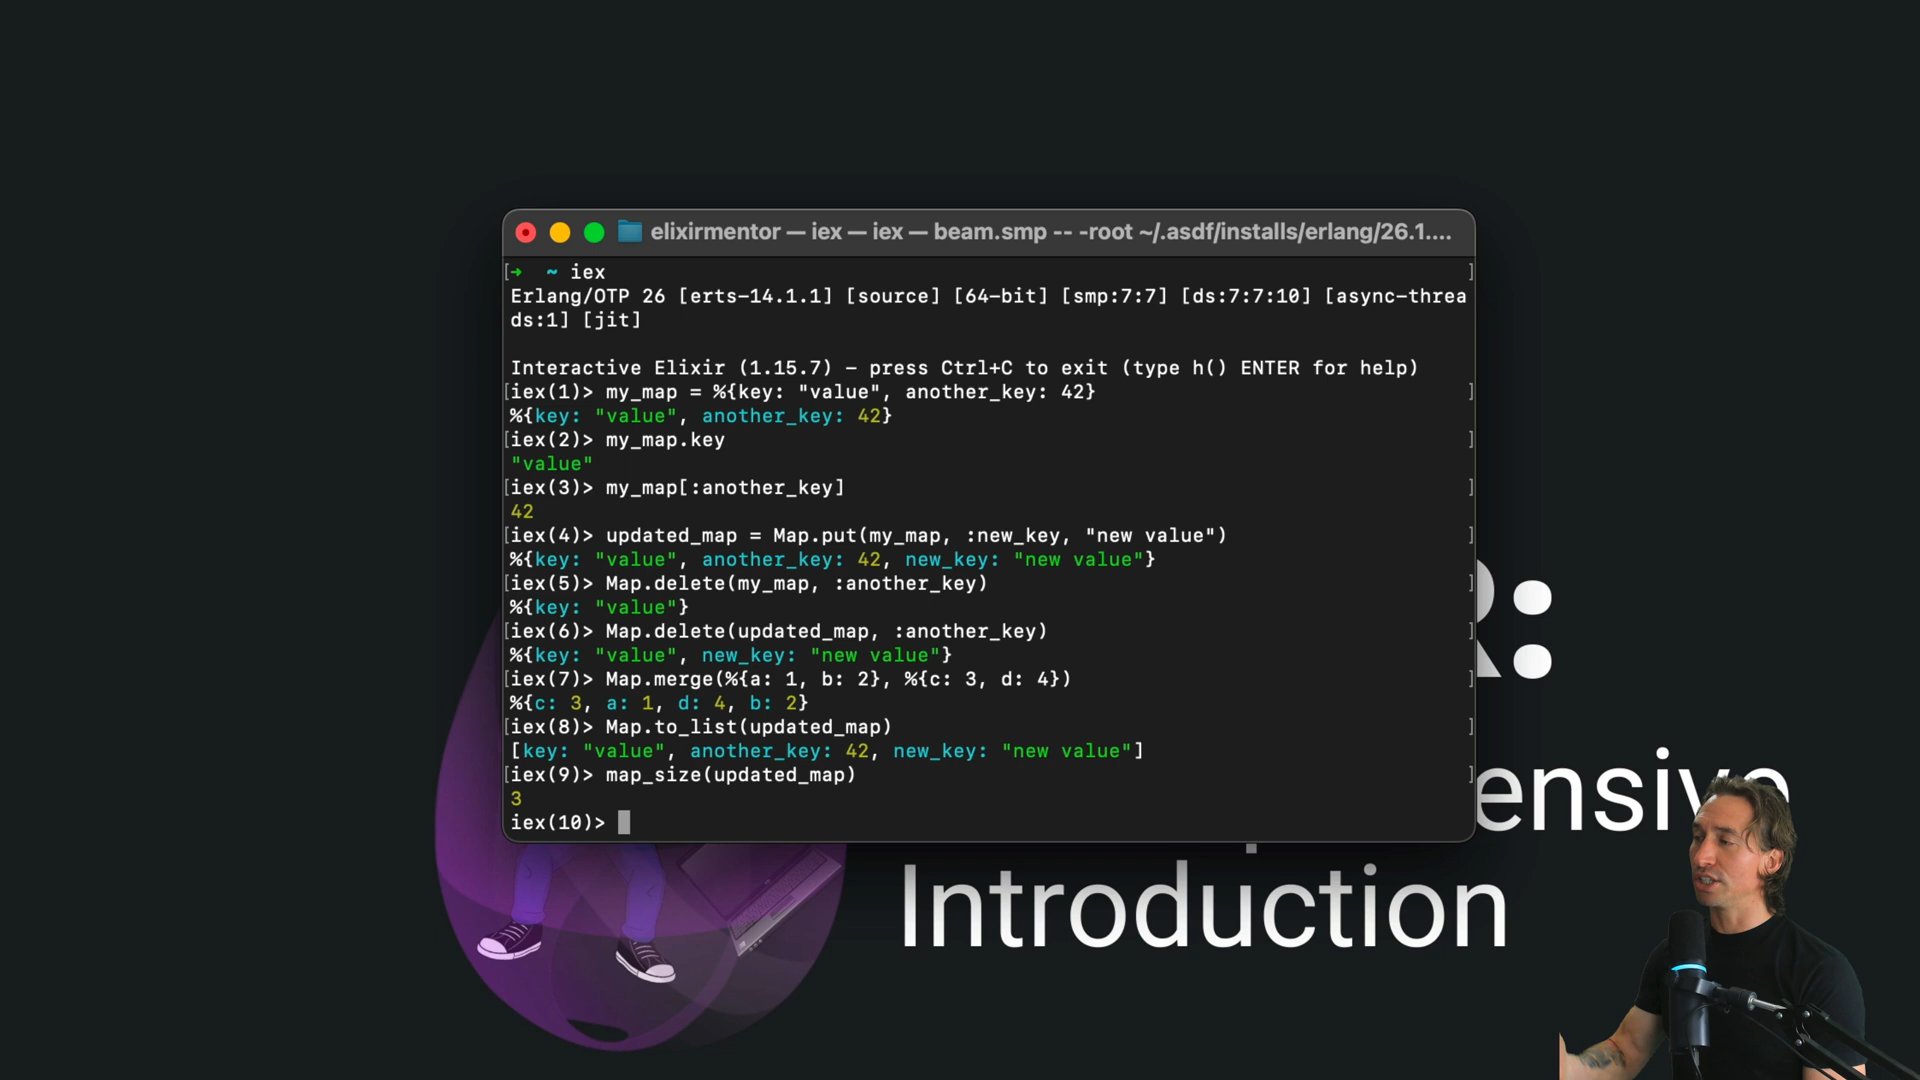 elixirmentor — iex — iex — beam.smp -- -root ~/.asdf/installs/erlang/26.1....
[➜  ~ iex ]
Erlang/OTP 26 [erts-14.1.1] [source] [64-bit] [smp:7:7] [ds:7:7:10] [async-threa
ds:1] [jit]
Interactive Elixir (1.15.7) - press Ctrl+C to exit (type h() ENTER for help)
[iex(1)> my_map = %{key: "value", another_key: 42} ]
%{key: "value", another_key: 42}
[iex(2)> my_map.key ]
"value"
[iex(3)> my_map[:another_key] ]
42
[iex(4)> updated_map = Map.put(my_map, :new_key, "new value") ]
%{key: "value", another_key: 42, new_key: "new value"}
[iex(5)> Map.delete(my_map, :another_key) ]
%{key: "value"}
[iex(6)> Map.delete(updated_map, :another_key) ]
%{key: "value", new_key: "new value"}
[iex(7)> Map.merge(%{a: 1, b: 2}, %{c: 3, d: 4}) ]
%{c: 3, a: 1, d: 4, b: 2}
[iex(8)> Map.to_list(updated_map) ]
[key: "value", another_key: 42, new_key: "new value"]
[iex(9)> map_size(updated_map) ]
3
iex(10)>
R:
ensive
Introduction